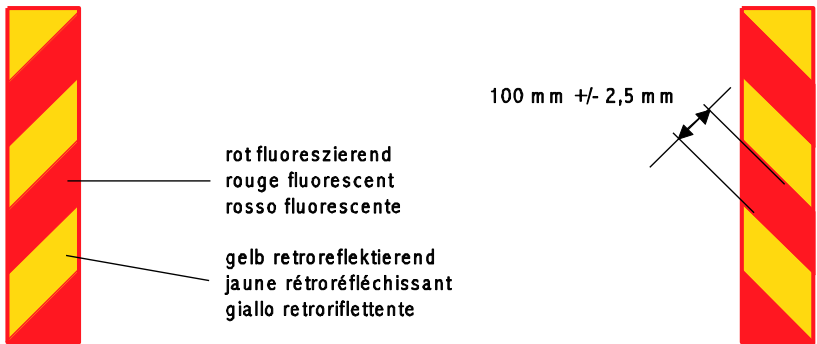 100 mm +/- 2,5 mm
rot fluoreszierend
rouge fluorescent
rosso fluorescente
gelb retroreflektierend
jaune rétroréfléchissant
giallo retroriflettente